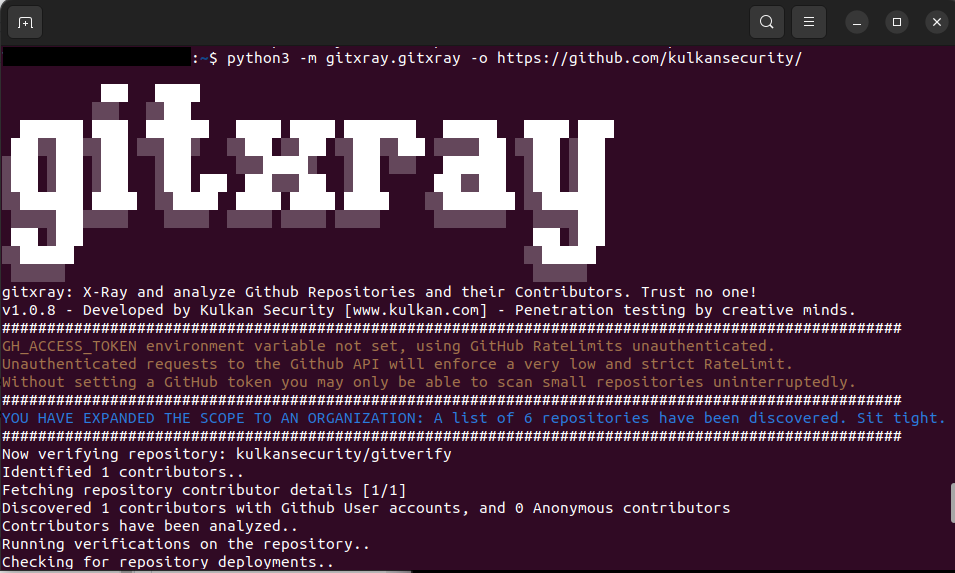 :~$ python3 -m gitxray.gitxray -o https://github.com/kulkansecurity/
gitxray
gitxray: X-Ray and analyze Github Repositories and their Contributors. Trust no one!
v1.0.8 - Developed by Kulkan Security [www.kulkan.com] - Penetration testing by creative minds.
####################################################################################################
GH_ACCESS_TOKEN environment variable not set, using GitHub RateLimits unauthenticated.
Unauthenticated requests to the Github API will enforce a very low and strict RateLimit.
Without setting a GitHub token you may only be able to scan small repositories uninterruptedly.
####################################################################################################
YOU HAVE EXPANDED THE SCOPE TO AN ORGANIZATION: A list of 6 repositories have been discovered. Sit tight.
####################################################################################################
Now verifying repository: kulkansecurity/gitverify
Identified 1 contributors..
Fetching repository contributor details [1/1]
Discovered 1 contributors with Github User accounts, and 0 Anonymous contributors
Contributors have been analyzed..
Running verifications on the repository..
Checking for repository deployments..